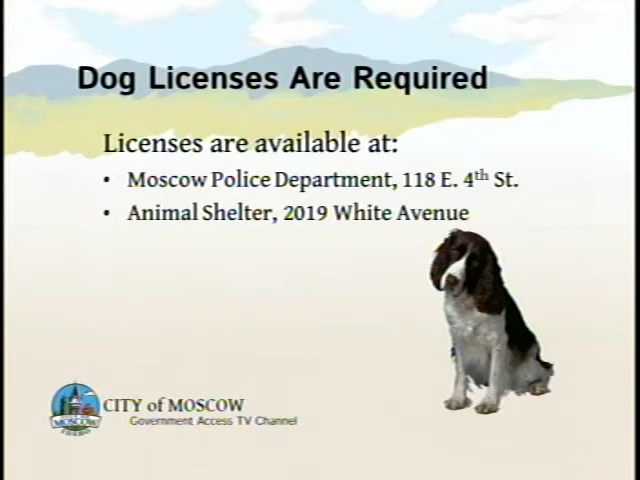 Dog Licenses Are Required
Licenses are available at:
• Moscow Police Department, 118 E. 4th St.
• Animal Shelter, 2019 White Avenue
MOSCOW
CITY of MOSCOW
Government Access TV Channel